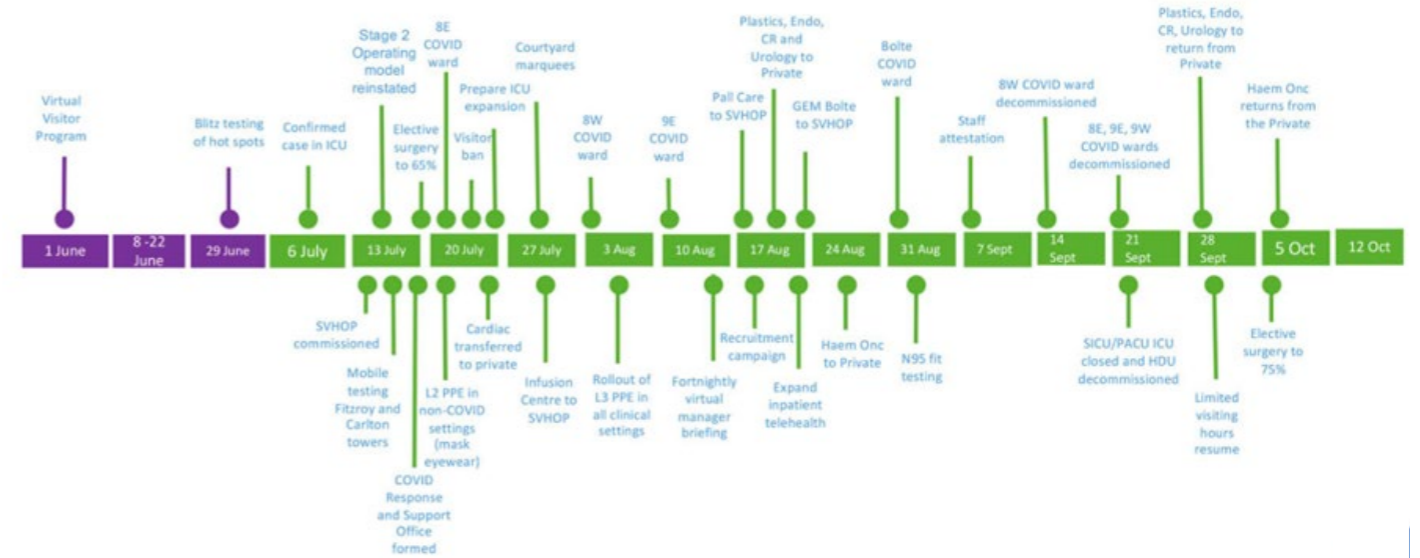 Virtual
Visitor
Program
Blitz testing
of hot spots
Confirmed
case in ICU
Stage 2
Operating
model
reinstated
Elective
surgery
to 65%
8E
COVID
ward
Visitor
ban
Prepare ICU
expansion
Courtyard
marquees
8W
COVID
ward
9E
COVID
ward
Pall Care
to SVHOP
Plastics, Endo,
CR and
Urology to
Private
GEM Bolte
to SVHOP
Bolte
COVID
ward
Staff
attestation
8W COVID ward
decommissioned
8E, 9E, 9W
COVID wards
decommissioned
Plastics, Endo,
CR, Urology to
return from
Private
Haem Onc
returns from
the Private
1 June
8 -22
June
29 June
6 July
13 July
20 July
27 July
3 Aug
10 Aug
17 Aug
24 Aug
31 Aug
7 Sept
14
Sept
21
Sept
28
Sept
5 Oct
12 Oct
SVHOP
commissioned
Mobile
testing
Fitzroy and
Carlton
towers
COVID
Response
and Support
Office
formed
L2 PPE in
non-COVID
settings
(mask
eyewear)
Cardiac
transferred
to private
Infusion
Centre to
SVHOP
Rollout of
L3 PPE in
all clinical
settings
Fortnightly
virtual
manager
briefing
Recruitment
campaign
Expand
inpatient
telehealth
Haem Onc
to Private
N95 fit
testing
SICU/PACU ICU
closed and HDU
decommissioned
Limited
visiting
hours
resume
Elective
surgery to
75%